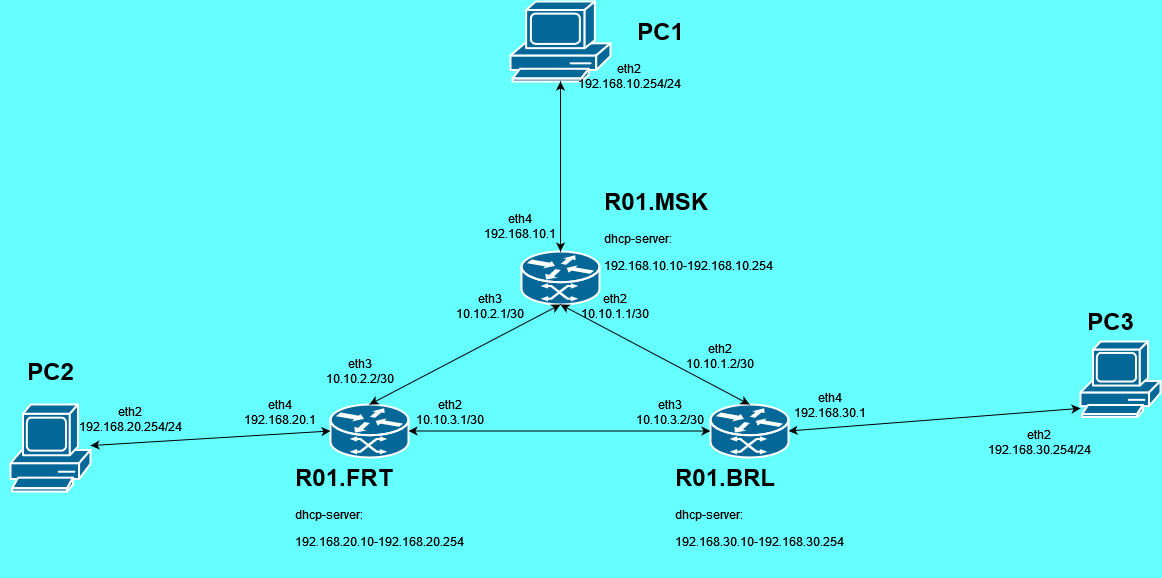 PC1
eth2
192.168.10.254/24
R01.MSK
eth4
192.168.10.1
dhcp-server:
192.168.10.10-192.168.10.254
eth3
10.10.2.1/30
eth2
10.10.1.1/30
PC3
eth2
10.10.1.2/30
eth3
10.10.2.2/30
PC2
eth2
192.168.20.254/24
eth4
192.168.20.1
eth2
10.10.3.1/30
eth3
10.10.3.2/30
eth4
192.168.30.1
eth2
192.168.30.254/24
R01.FRT
R01.BRL
dhcp-server:
192.168.20.10-192.168.20.254
dhcp-server:
192.168.30.10-192.168.30.254